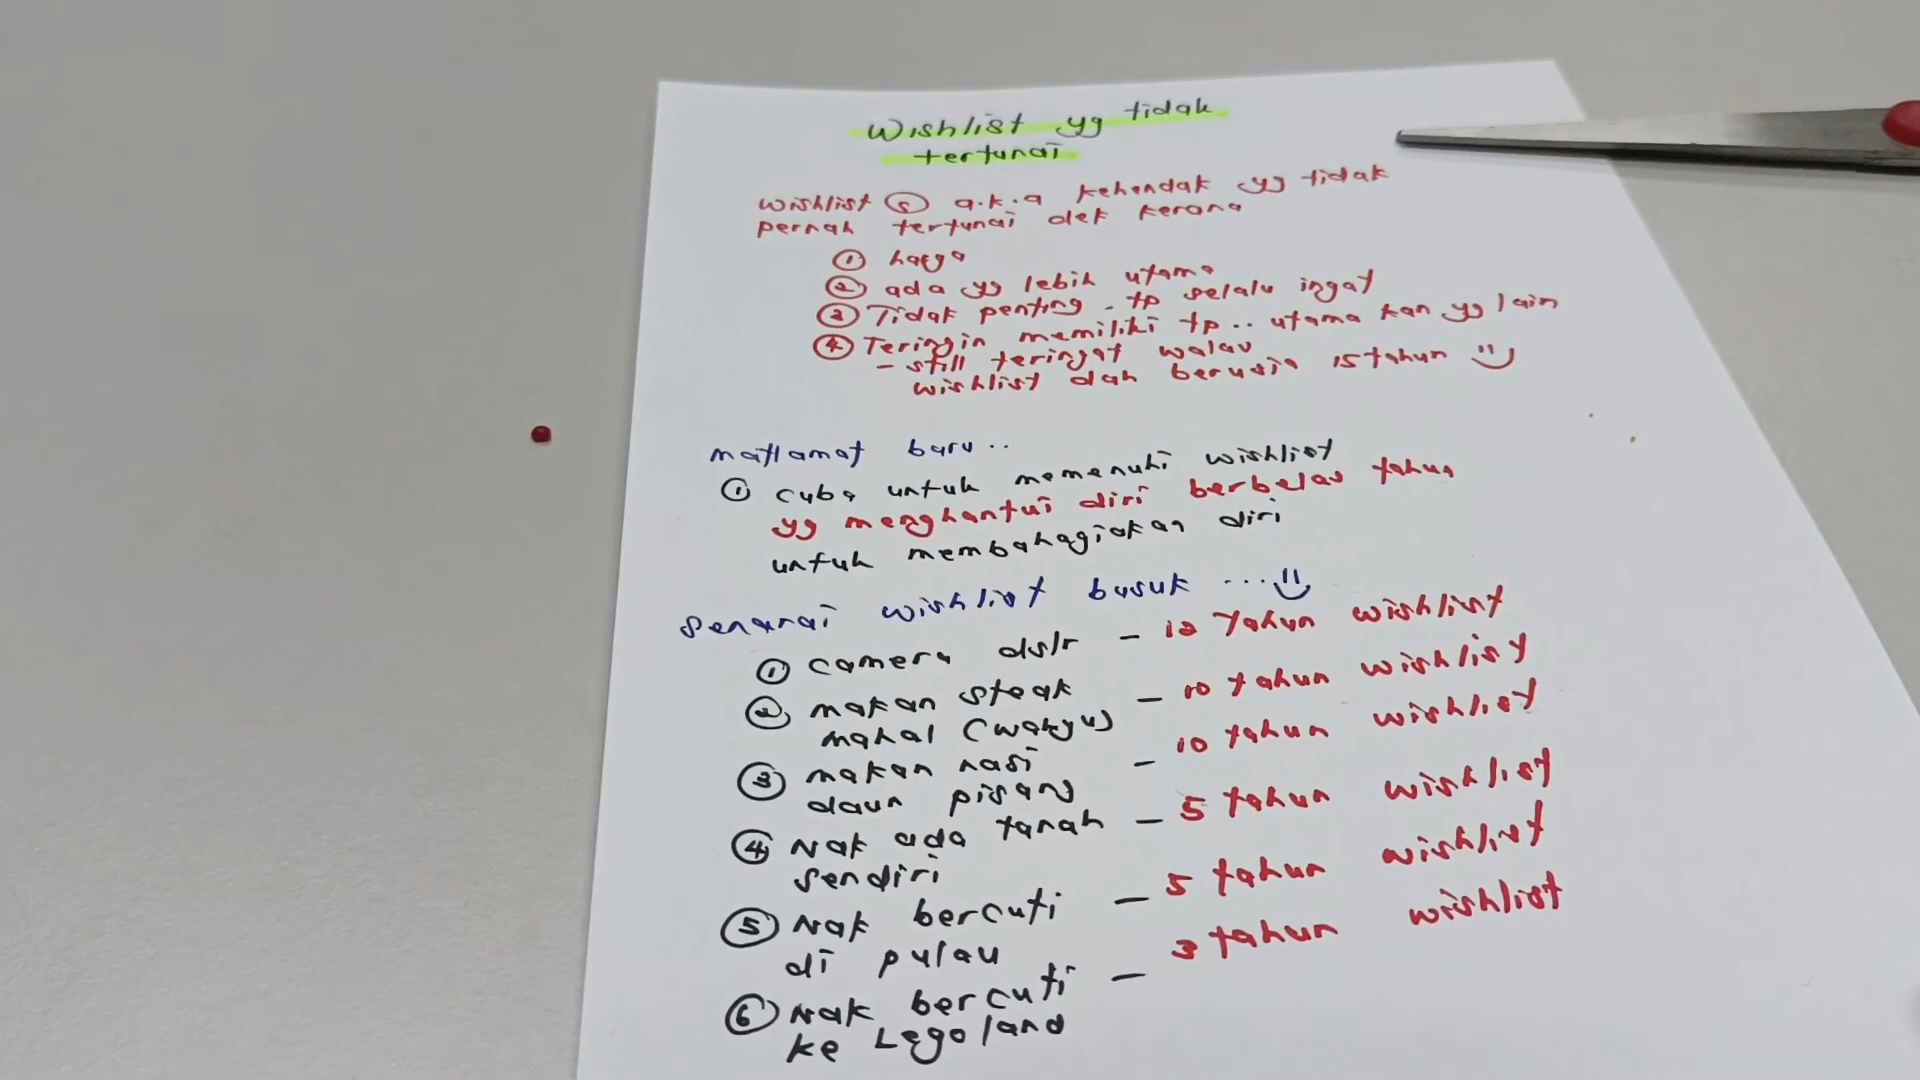 Wishlist yg tidak
tertunai
wishlist (s) a.k.a kehendak yg tidak
pernah tertunai dek kerana
① harga
② ada yg lebih utama
③ Tidak penting - tp selalu ingat
④ Teringin memiliki tp .. utama kan yg lain
- still teringat walau
wishlist dah berusia 15 tahun
matlamat baru ..
① cuba untuk memenuhi wishlist
yg menghantui diri berbelas tahun
untuk membahagiakan diri
senarai wishlist busuk ...
① camera dslr - 12 tahun wishlist
② makan steak - 10 tahun wishlist
mahal (wakyu)
③ makan nasi - 10 tahun wishlist
daun pisang
④ Nak ada tanah - 5 tahun wishlist
sendiri
⑤ Nak bercuti - 5 tahun wishlist
di pulau
⑥ Nak bercuti - 3 tahun wishlist
ke Legoland